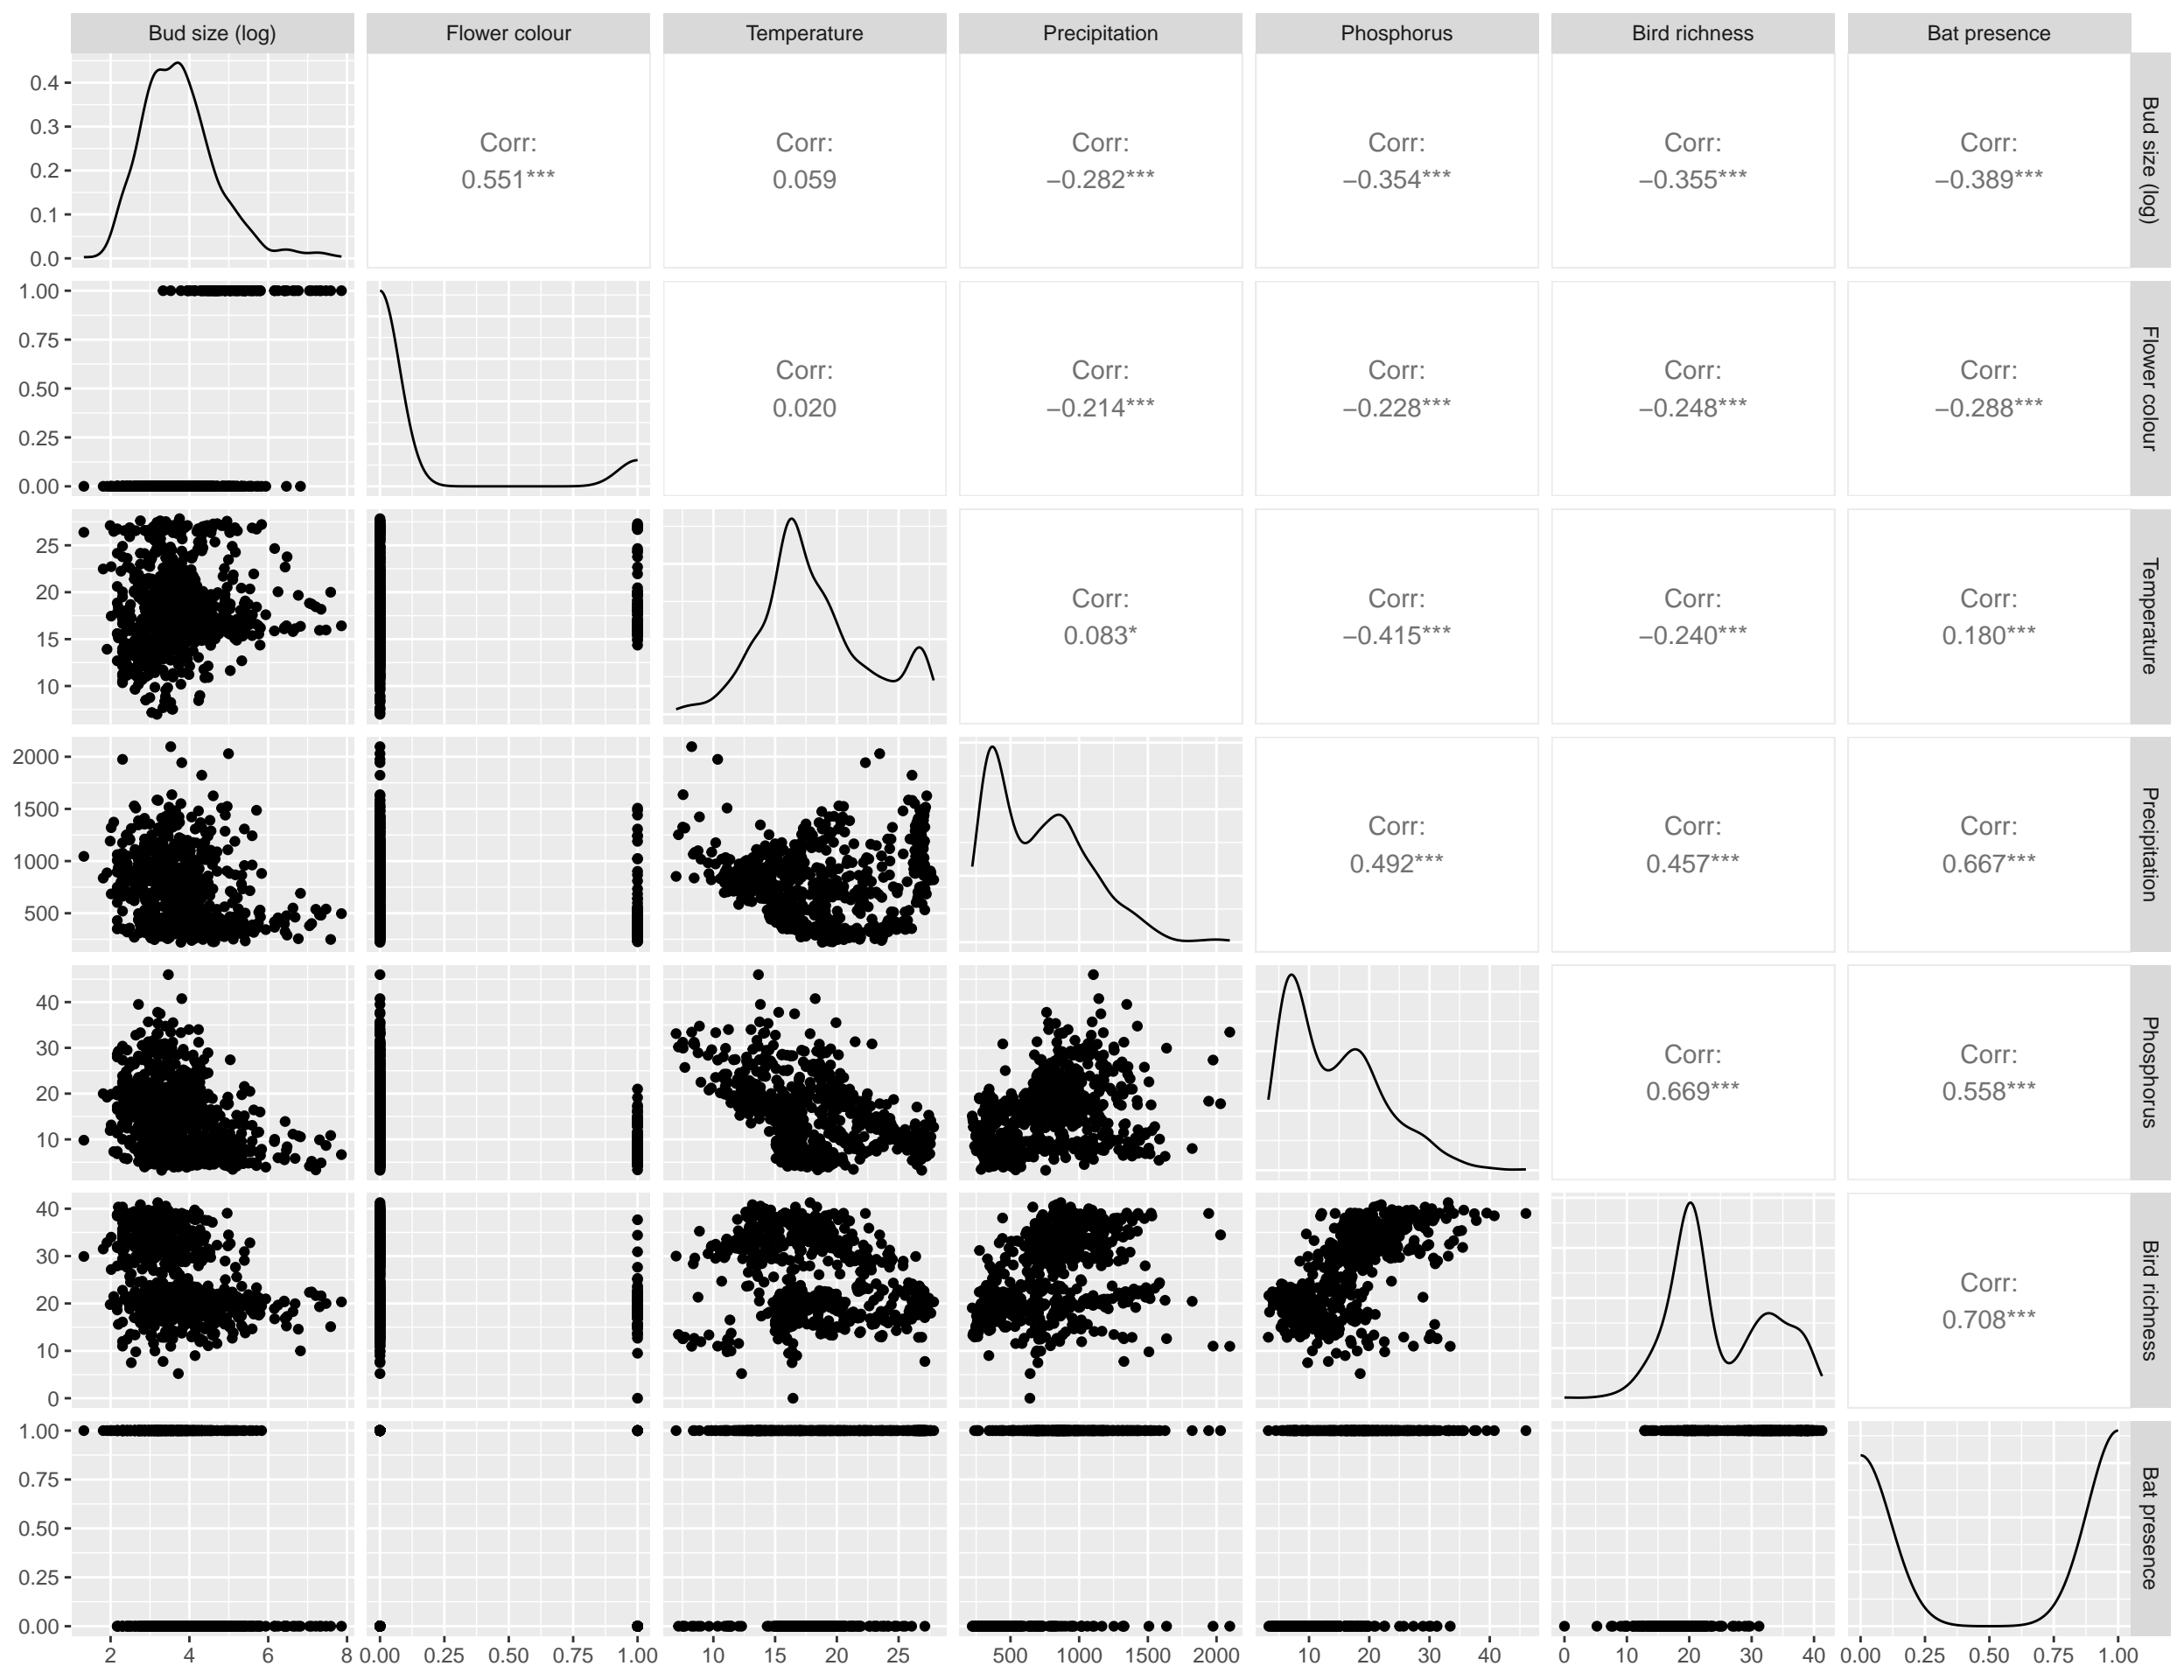 Bud size (log) Flower colour Temperature Precipitation Phosphorus Bird richness Bat presence
0.4
0.3
0.2
0.1
0.0
Corr: Corr: Corr: Corr: Corr: Corr:
0.551*** 0.059 −0.282*** −0.354*** −0.355*** −0.389***
Bud size (log)
1.00
0.75
0.50
0.25
0.00
Corr: Corr: Corr: Corr: Corr:
0.020 −0.214*** −0.228*** −0.248*** −0.288***
Flower colour
25
20
15
10
Corr: Corr: Corr: Corr:
0.083* −0.415*** −0.240*** 0.180***
Temperature
2000
1500
1000
500
Corr: Corr: Corr:
0.492*** 0.457*** 0.667***
Precipitation
40
30
20
10
Corr: Corr:
0.669*** 0.558***
Phosphorus
40
30
20
10
0
Corr:
0.708***
Bird richness
1.00
0.75
0.50
0.25
0.00
Bat presence
2 4 6 8 0.00 0.25 0.50 0.75 1.00 10 15 20 25 500 1000 1500 2000 10 20 30 40 0 10 20 30 40 0.00 0.25 0.50 0.75 1.00